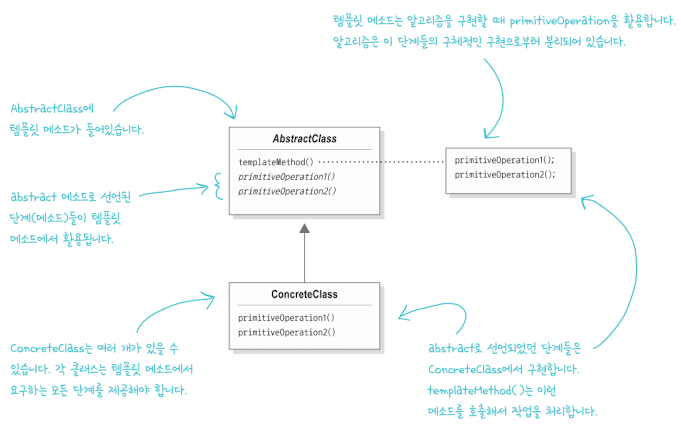 템플릿 메소드는 알고리즘을 구현할 때 primitiveOperation을 활용합니다.
알고리즘은 이 단계들의 구체적인 구현으로부터 분리되어 있습니다.
AbstractClass에
템플릿 메소드가 들어있습니다.
AbstractClass
templateMethod()
primitiveOperation1()
primitiveOperation2()
primitiveOperation1();
primitiveOperation2();
abstract 메소드로 선언된
단계(메소드)들이 템플릿
메소드에서 활용됩니다.
ConcreteClass
primitiveOperation1()
primitiveOperation2()
ConcreteClass는 여러 개가 있을 수
있습니다. 각 클래스는 템플릿 메소드에서
요구하는 모든 단계를 제공해야 합니다.
abstract로 선언되었던 단계들은
ConcreteClass에서 구현합니다.
templateMethod( )는 이런
메소드를 호출해서 작업을 처리합니다.